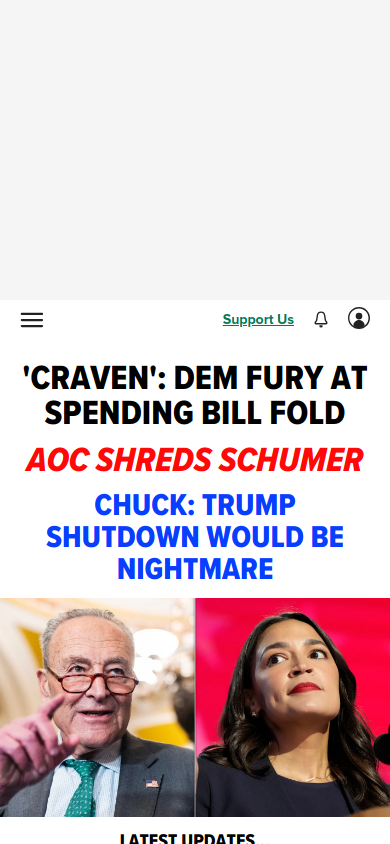 Support Us
'CRAVEN': DEM FURY AT
SPENDING BILL FOLD
AOC SHREDS SCHUMER
CHUCK: TRUMP
SHUTDOWN WOULD BE
NIGHTMARE
LATEST UPDATES...